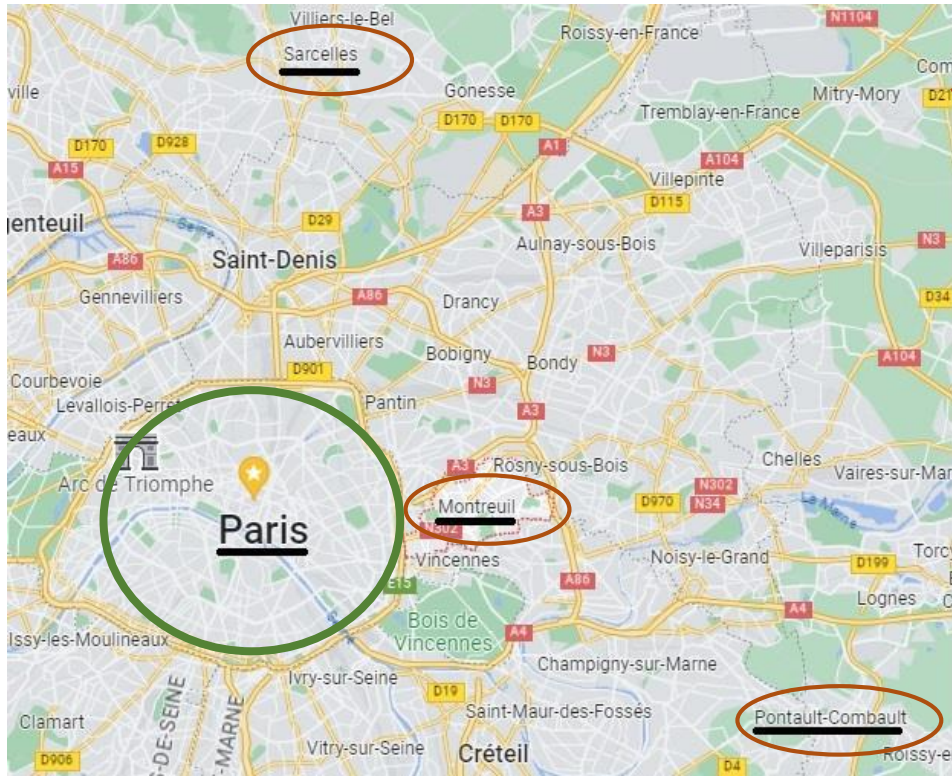 Villiers-le-Bel
N1104
Sarcelles
Roissy-en-France
Com
ville
Gonesse
Mitry-Mory
D21
Tremblay-en-France
D170
D170
D170
D928
A1
A15
A104
Villepinte
D115
A3
D29
genteuil
Seine
Aulnay-sous-Bois
N3
Villeparisis
A86
Saint-Denis
Gennevilliers
A86
Drancy
D34
Aubervilliers
Bobigny
Bondy
N3
A104
D901
Courbevoie
N3
Levallois-Perret
Pantin
A3
eaux
Arc de Triomphe
A3
Rosny-sous-Bois
Chelles
Vaires-sur-Mar
N302
Montreuil
D970
N34
La Marne
Paris
N302
Vincennes
Noisy-le-Grand
Torcy
D199
E15
A86
Lognes
C
Bois de
Vincennes
A4
A4
Issy-les-Moulineaux
Ivry-sur-Seine
Champigny-sur-Marne
D19
Saint-Maur-des-Fossés
Pontault-Combault
Clamart
DE-SEINE
-MARNE
Vitry-sur-Seine
Créteil
D906
D4
Roissy-e